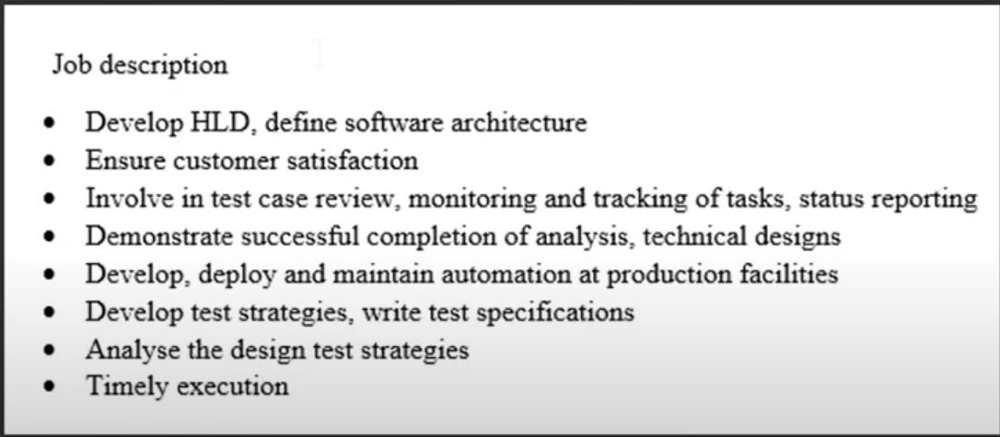 Job description
• Develop HLD, define software architecture
• Ensure customer satisfaction
• Involve in test case review, monitoring and tracking of tasks, status reporting
• Demonstrate successful completion of analysis, technical designs
• Develop, deploy and maintain automation at production facilities
• Develop test strategies, write test specifications
• Analyse the design test strategies
• Timely execution